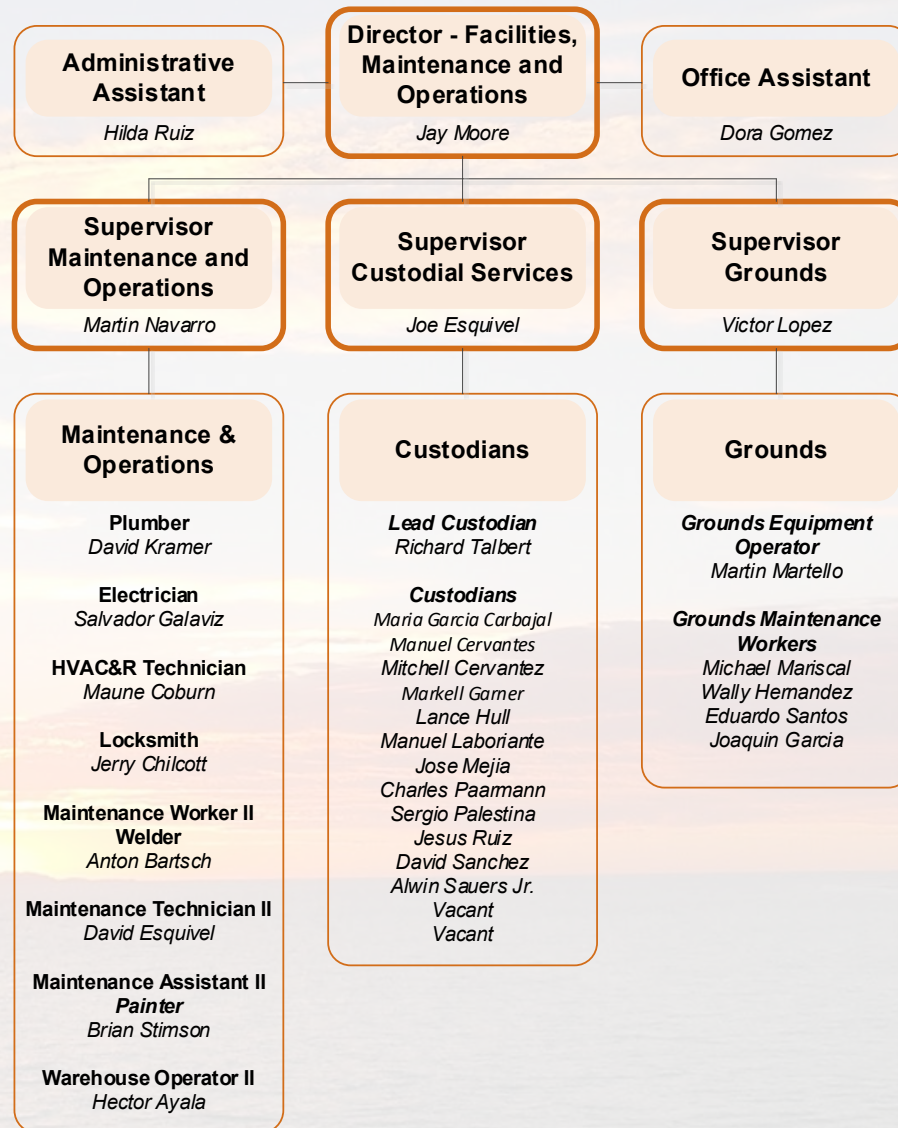 Administrative
Assistant
Hilda Ruiz
Director - Facilities,
Maintenance and
Operations
Jay Moore
Office Assistant
Dora Gomez
Supervisor
Maintenance and
Operations
Martin Navarro
Supervisor
Custodial Services
Joe Esquivel
Supervisor
Grounds
Victor Lopez
Maintenance &
Operations
Plumber
David Kramer
Electrician
Salvador Galaviz
HVAC&R Technician
Maune Coburn
Locksmith
Jerry Chilcott
Maintenance Worker II
Welder
Anton Bartsch
Maintenance Technician II
David Esquivel
Maintenance Assistant II
Painter
Brian Stimson
Warehouse Operator II
Hector Ayala
Custodians
Lead Custodian
Richard Talbert
Custodians
Maria Garcia Carbajal
Manuel Cervantes
Mitchell Cervantez
Markell Garner
Lance Hull
Manuel Laboriante
Jose Mejia
Charles Paarmann
Sergio Palestina
Jesus Ruiz
David Sanchez
Alwin Sauers Jr.
Vacant
Vacant
Grounds
Grounds Equipment
Operator
Martin Martello
Grounds Maintenance
Workers
Michael Mariscal
Wally Hernandez
Eduardo Santos
Joaquin Garcia